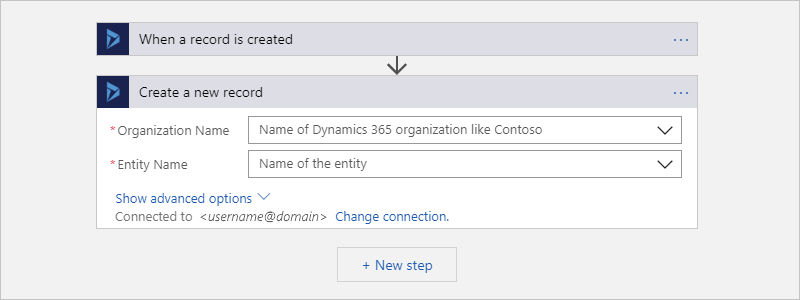 When a record is created
...
Create a new record
...
*Organization Name Name of Dynamics 365 organization like Contoso
*Entity Name Name of the entity
Show advanced options
Connected to <username@domain> Change connection.
+ New step